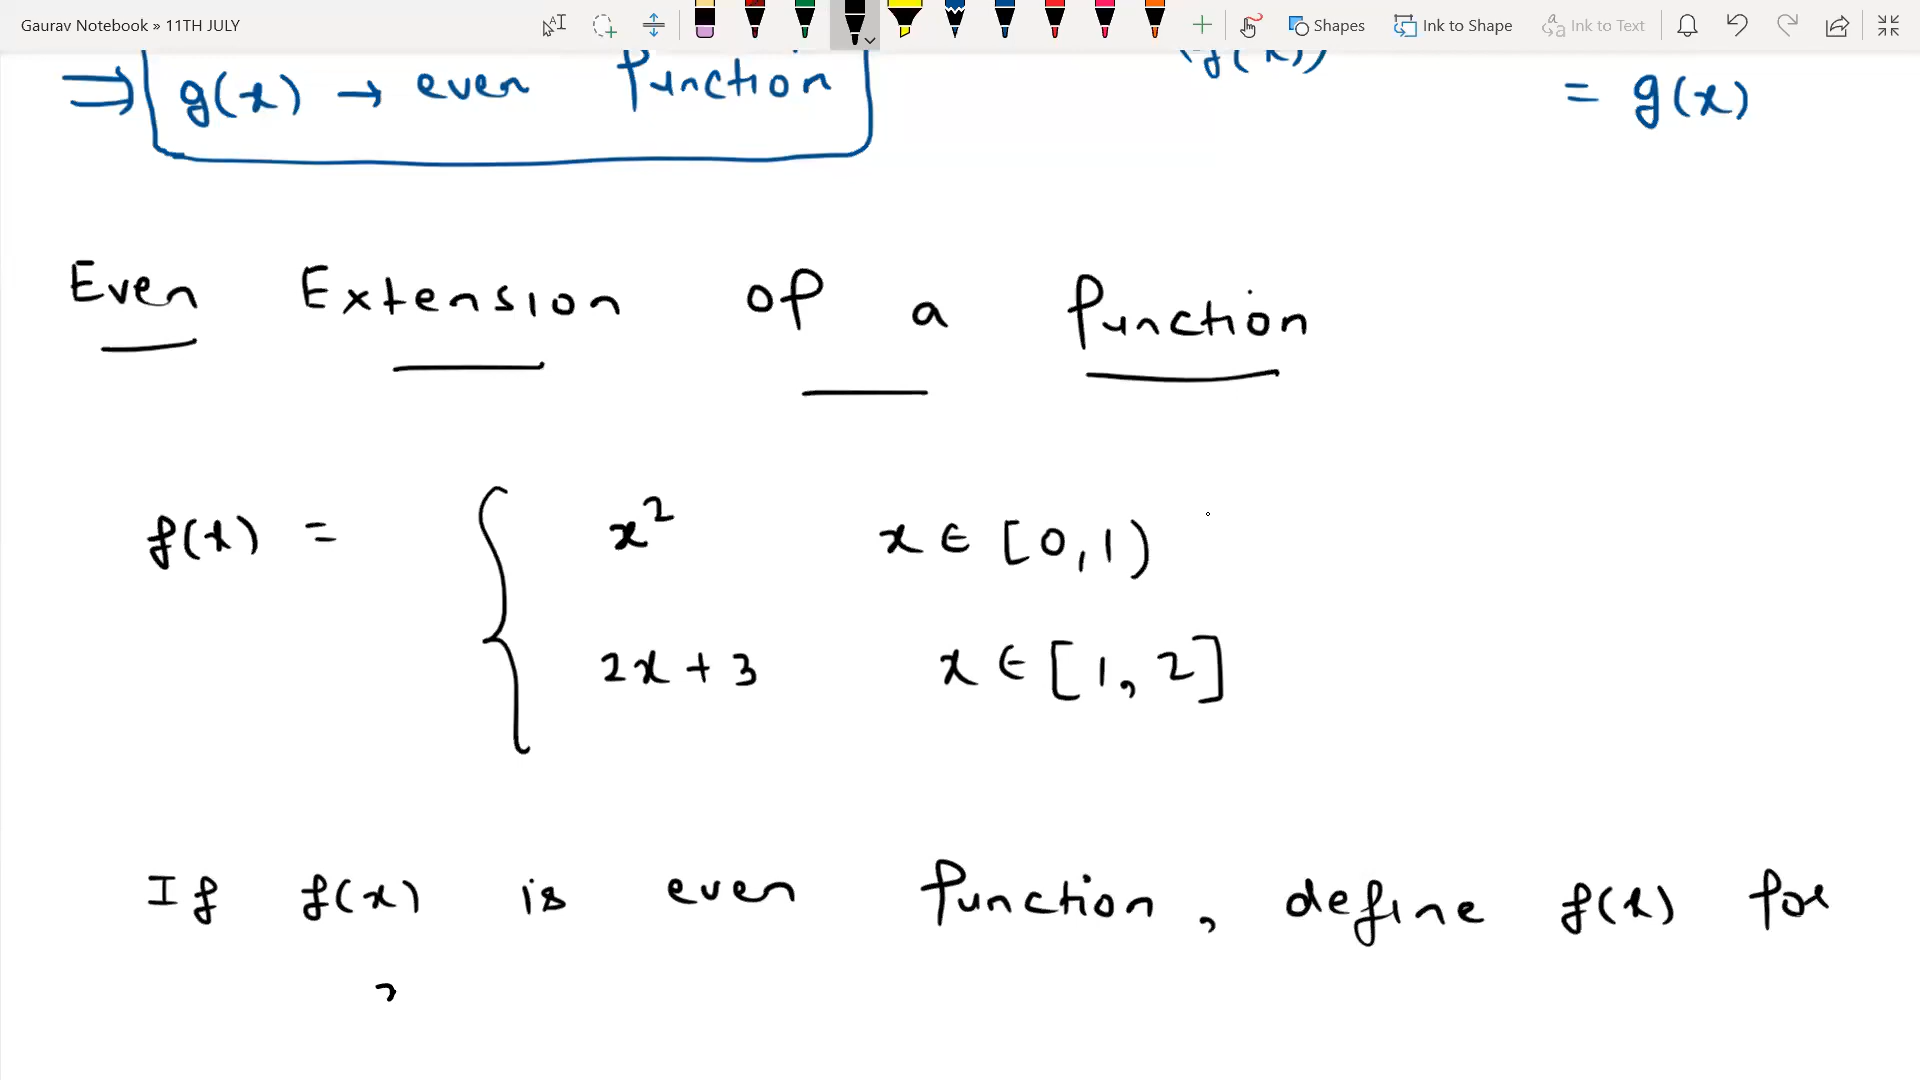 Gaurav Notebook » 11TH JULY
Shapes Ink to Shape Ink to Text
⇒ g(x) → even function
= g(x)
Even Extension of a function
f(x) = { x² x ∈ [0,1)
2x + 3 x ∈ [1, 2]
If f(x) is even function, define f(x) for